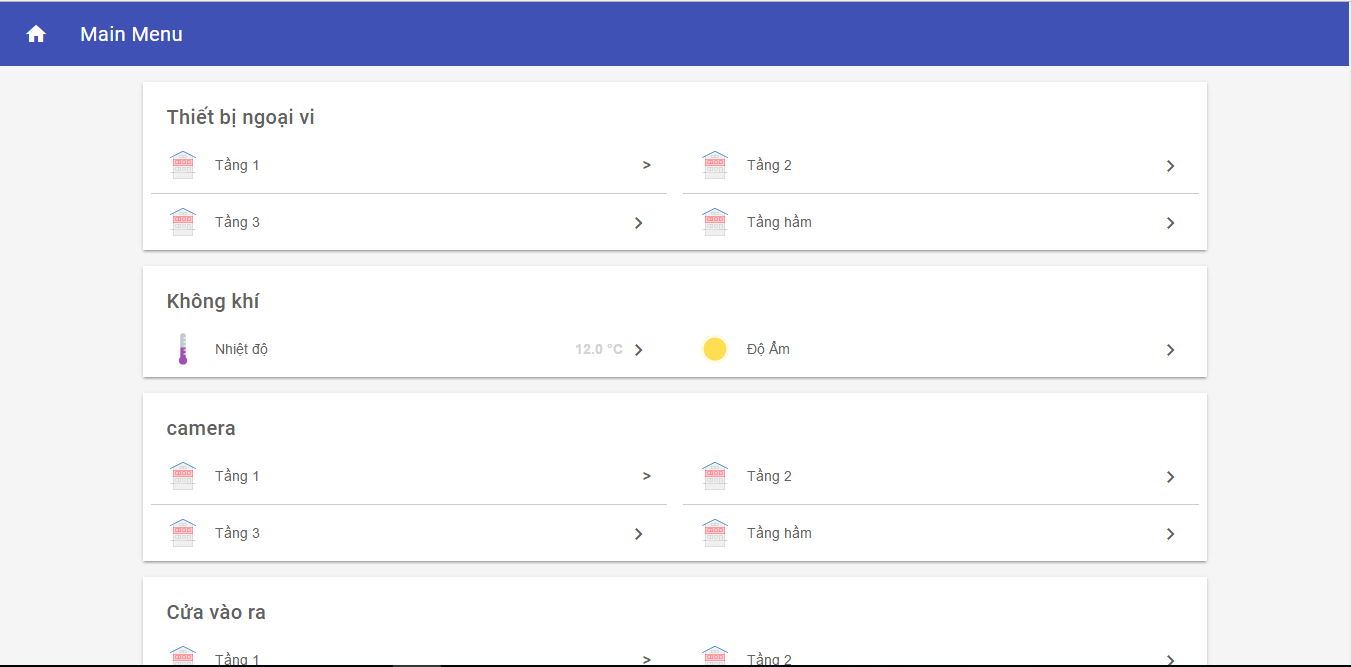 Main Menu
Thiết bị ngoại vi
Tầng 1 >
Tầng 2
Tầng 3
Tầng hầm
Không khí
Nhiệt độ 12.0 °C
Độ Ẩm
camera
Tầng 1 >
Tầng 2
Tầng 3
Tầng hầm
Cửa vào ra
Tầng 1 >
Tầng 2